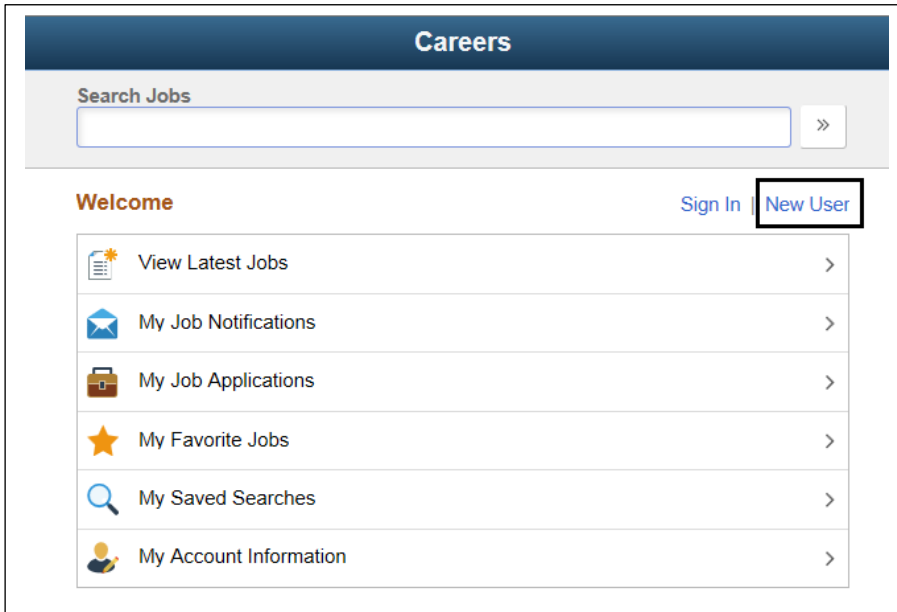 Careers
Search Jobs
»
Welcome
Sign In | New User
View Latest Jobs
My Job Notifications
My Job Applications
My Favorite Jobs
My Saved Searches
My Account Information